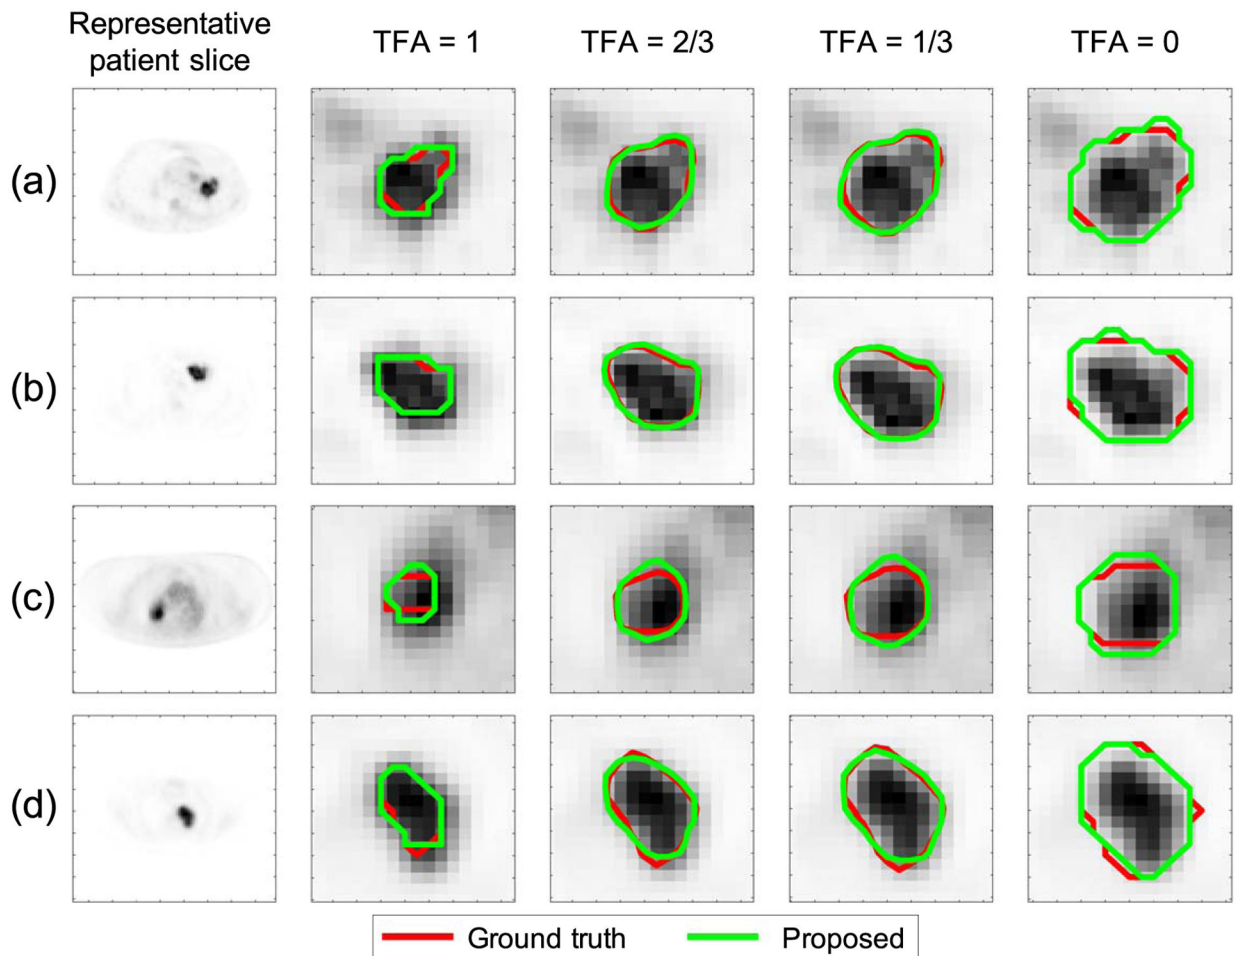 Representative
patient slice
TFA = 1
TFA = 2/3
TFA = 1/3
TFA = 0
(a)
(b)
(c)
(d)
Ground truth
Proposed